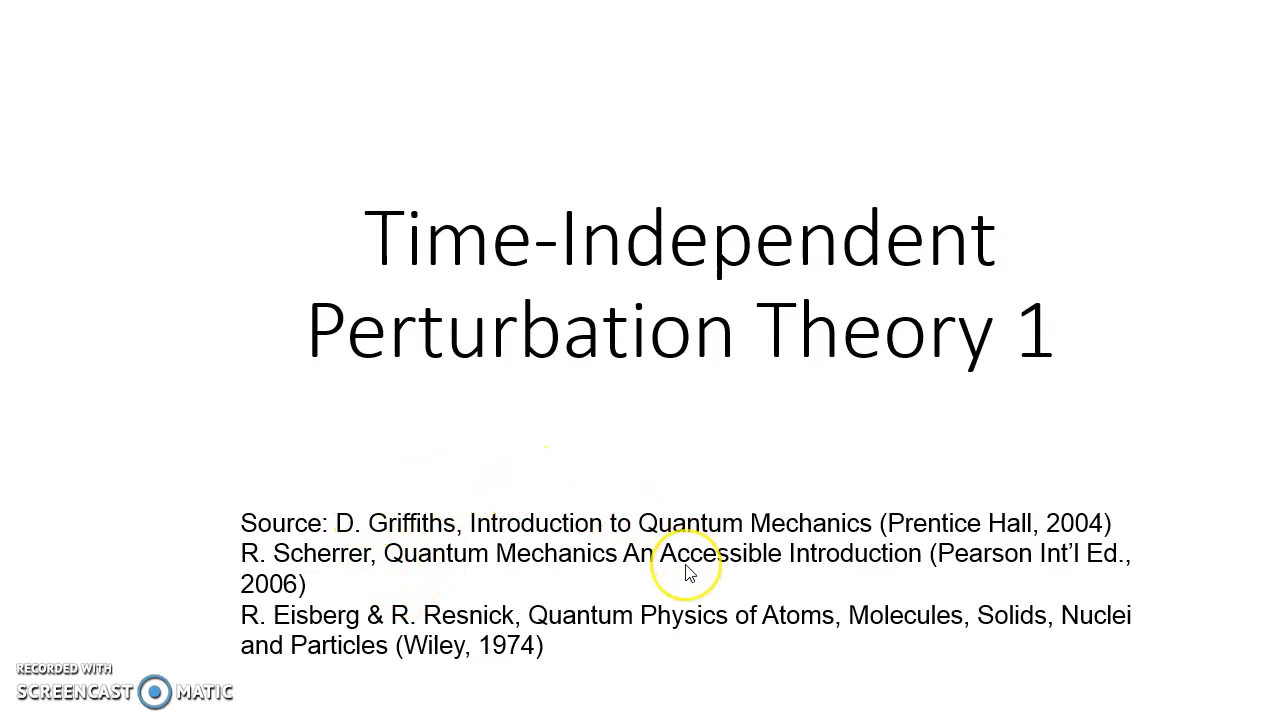 Time-Independent
Perturbation Theory 1
Source: D. Griffiths, Introduction to Quantum Mechanics (Prentice Hall, 2004)
R. Scherrer, Quantum Mechanics An Accessible Introduction (Pearson Int’l Ed.,
2006)
R. Eisberg & R. Resnick, Quantum Physics of Atoms, Molecules, Solids, Nuclei
and Particles (Wiley, 1974)
RECORDED WITH
SCREENCAST MATIC